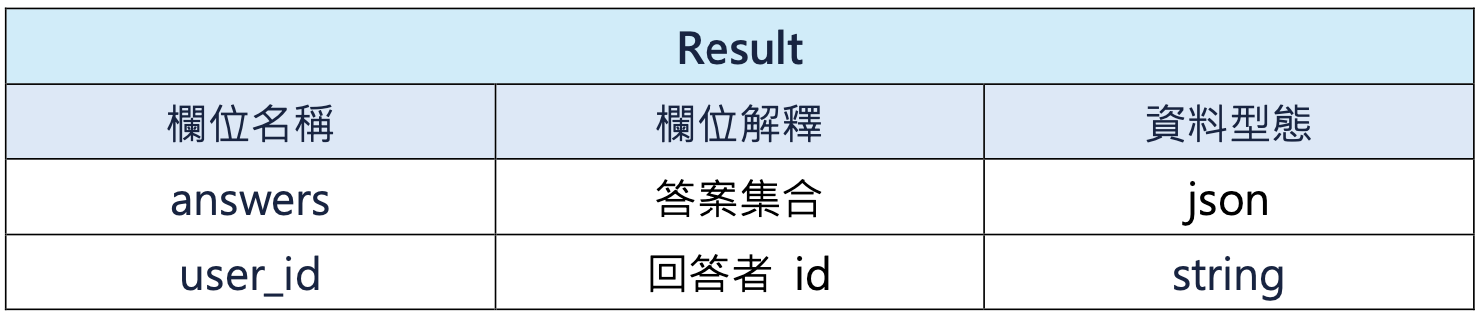 Result
欄位名稱 欄位解釋 資料型態
answers 答案集合 json
user_id 回答者 id string